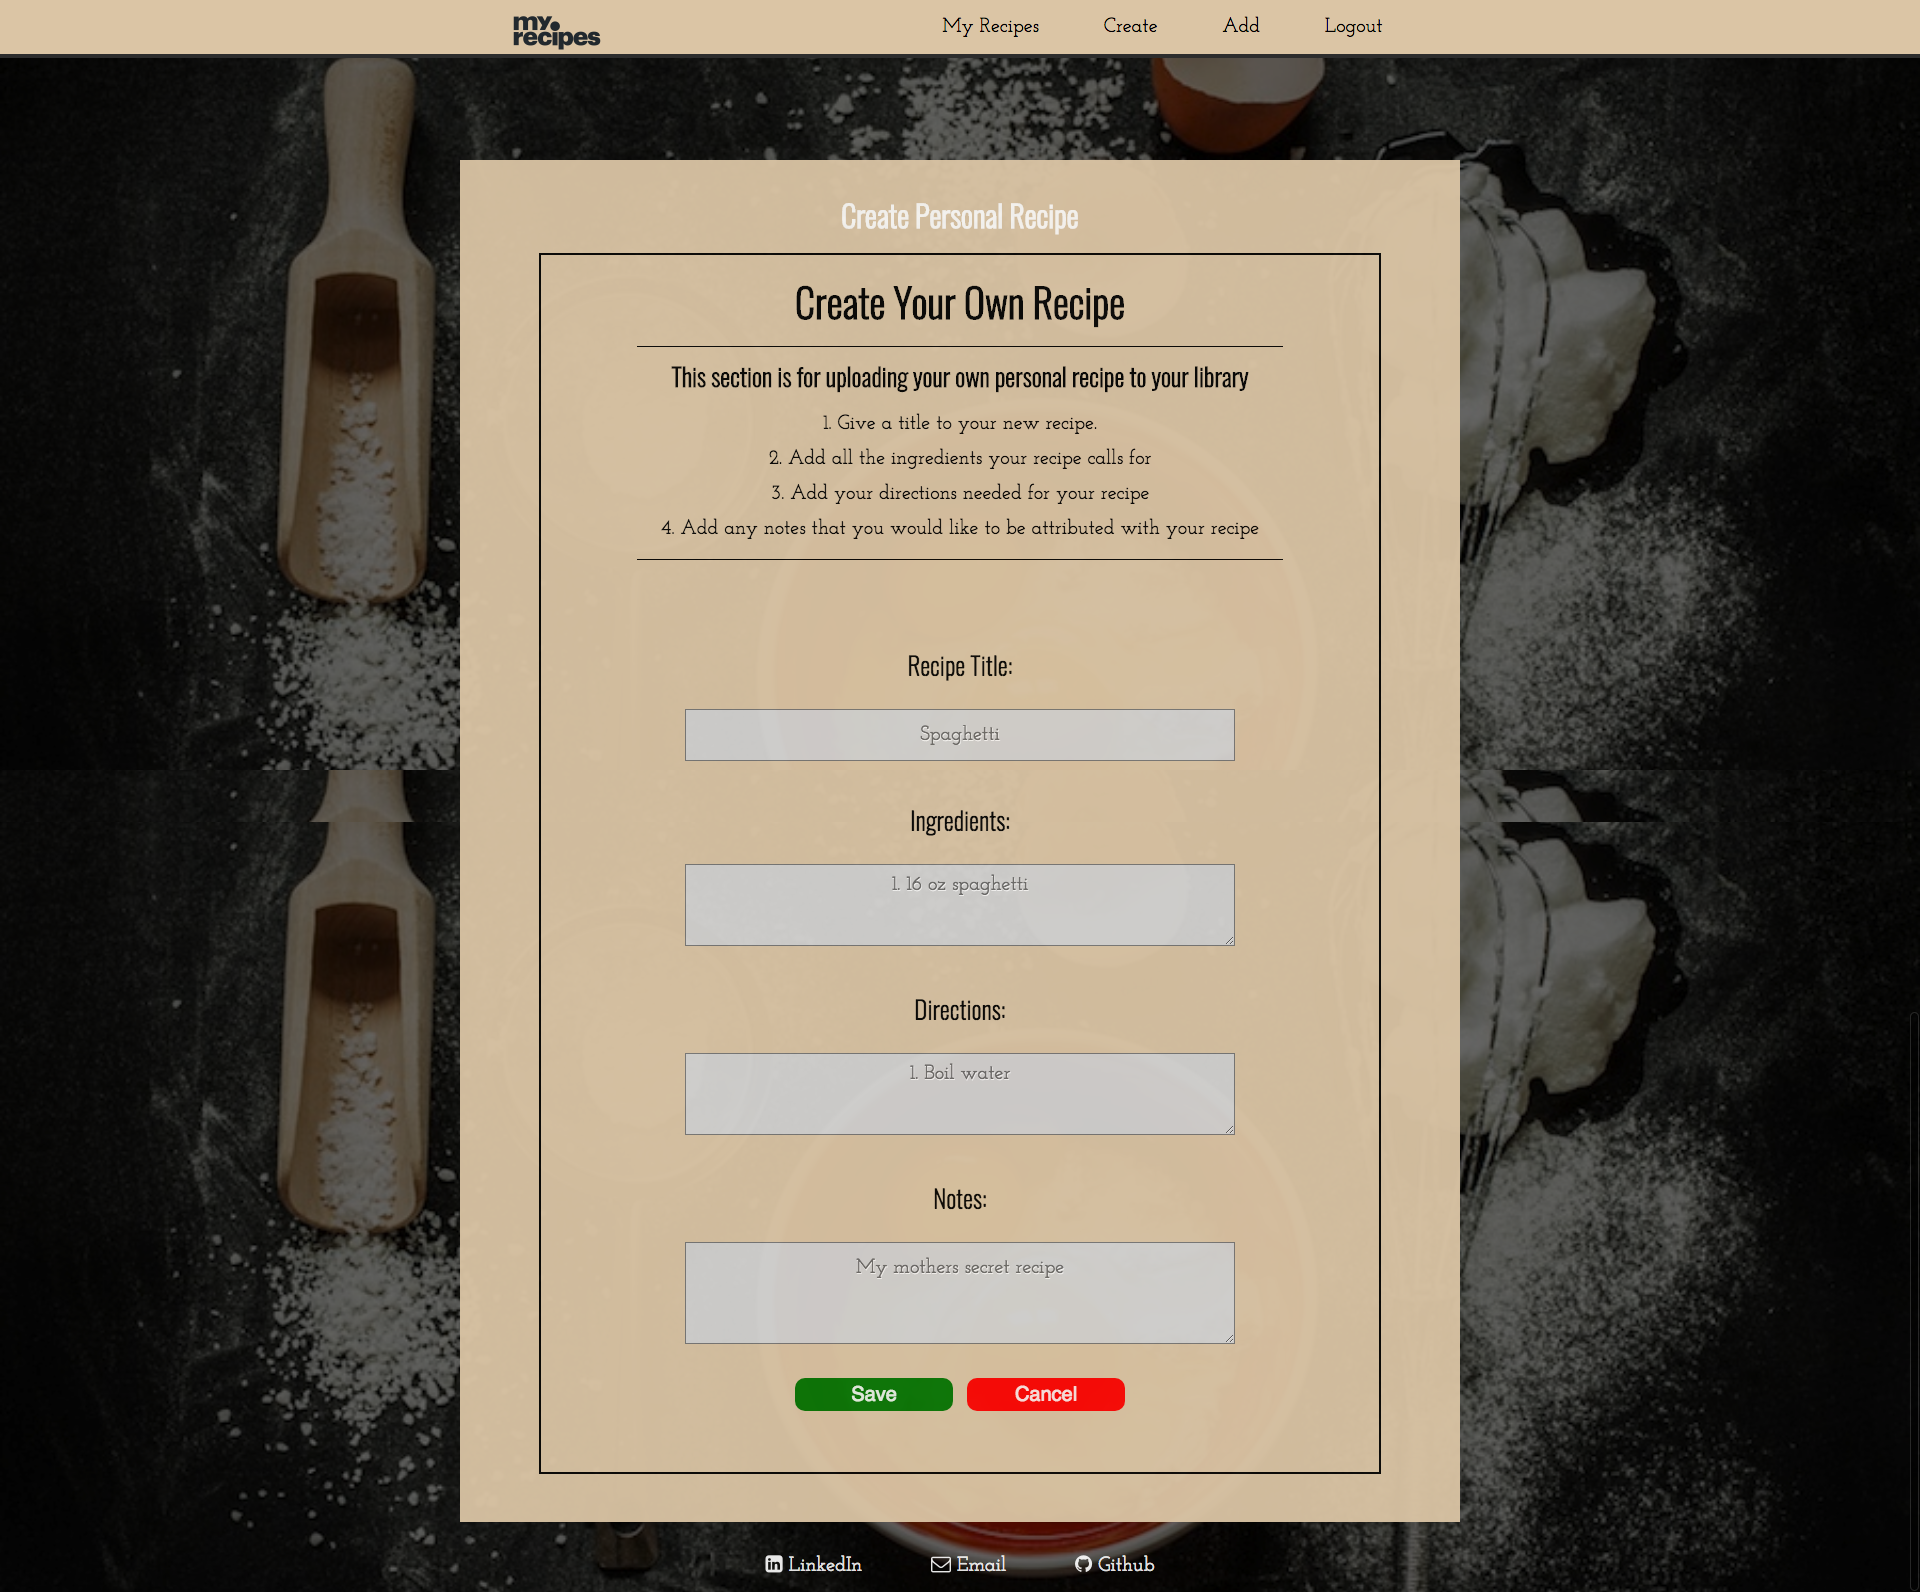 my.
recipes
My Recipes
Create
Add
Logout
Create Personal Recipe
Create Your Own Recipe
This section is for uploading your own personal recipe to your library
1. Give a title to your new recipe.
2. Add all the ingredients your recipe calls for
3. Add your directions needed for your recipe
4. Add any notes that you would like to be attributed with your recipe
Recipe Title:
Spaghetti
Ingredients:
1. 16 oz spaghetti
Directions:
1. Boil water
Notes:
My mothers secret recipe
Save
Cancel
LinkedIn
Email
Github